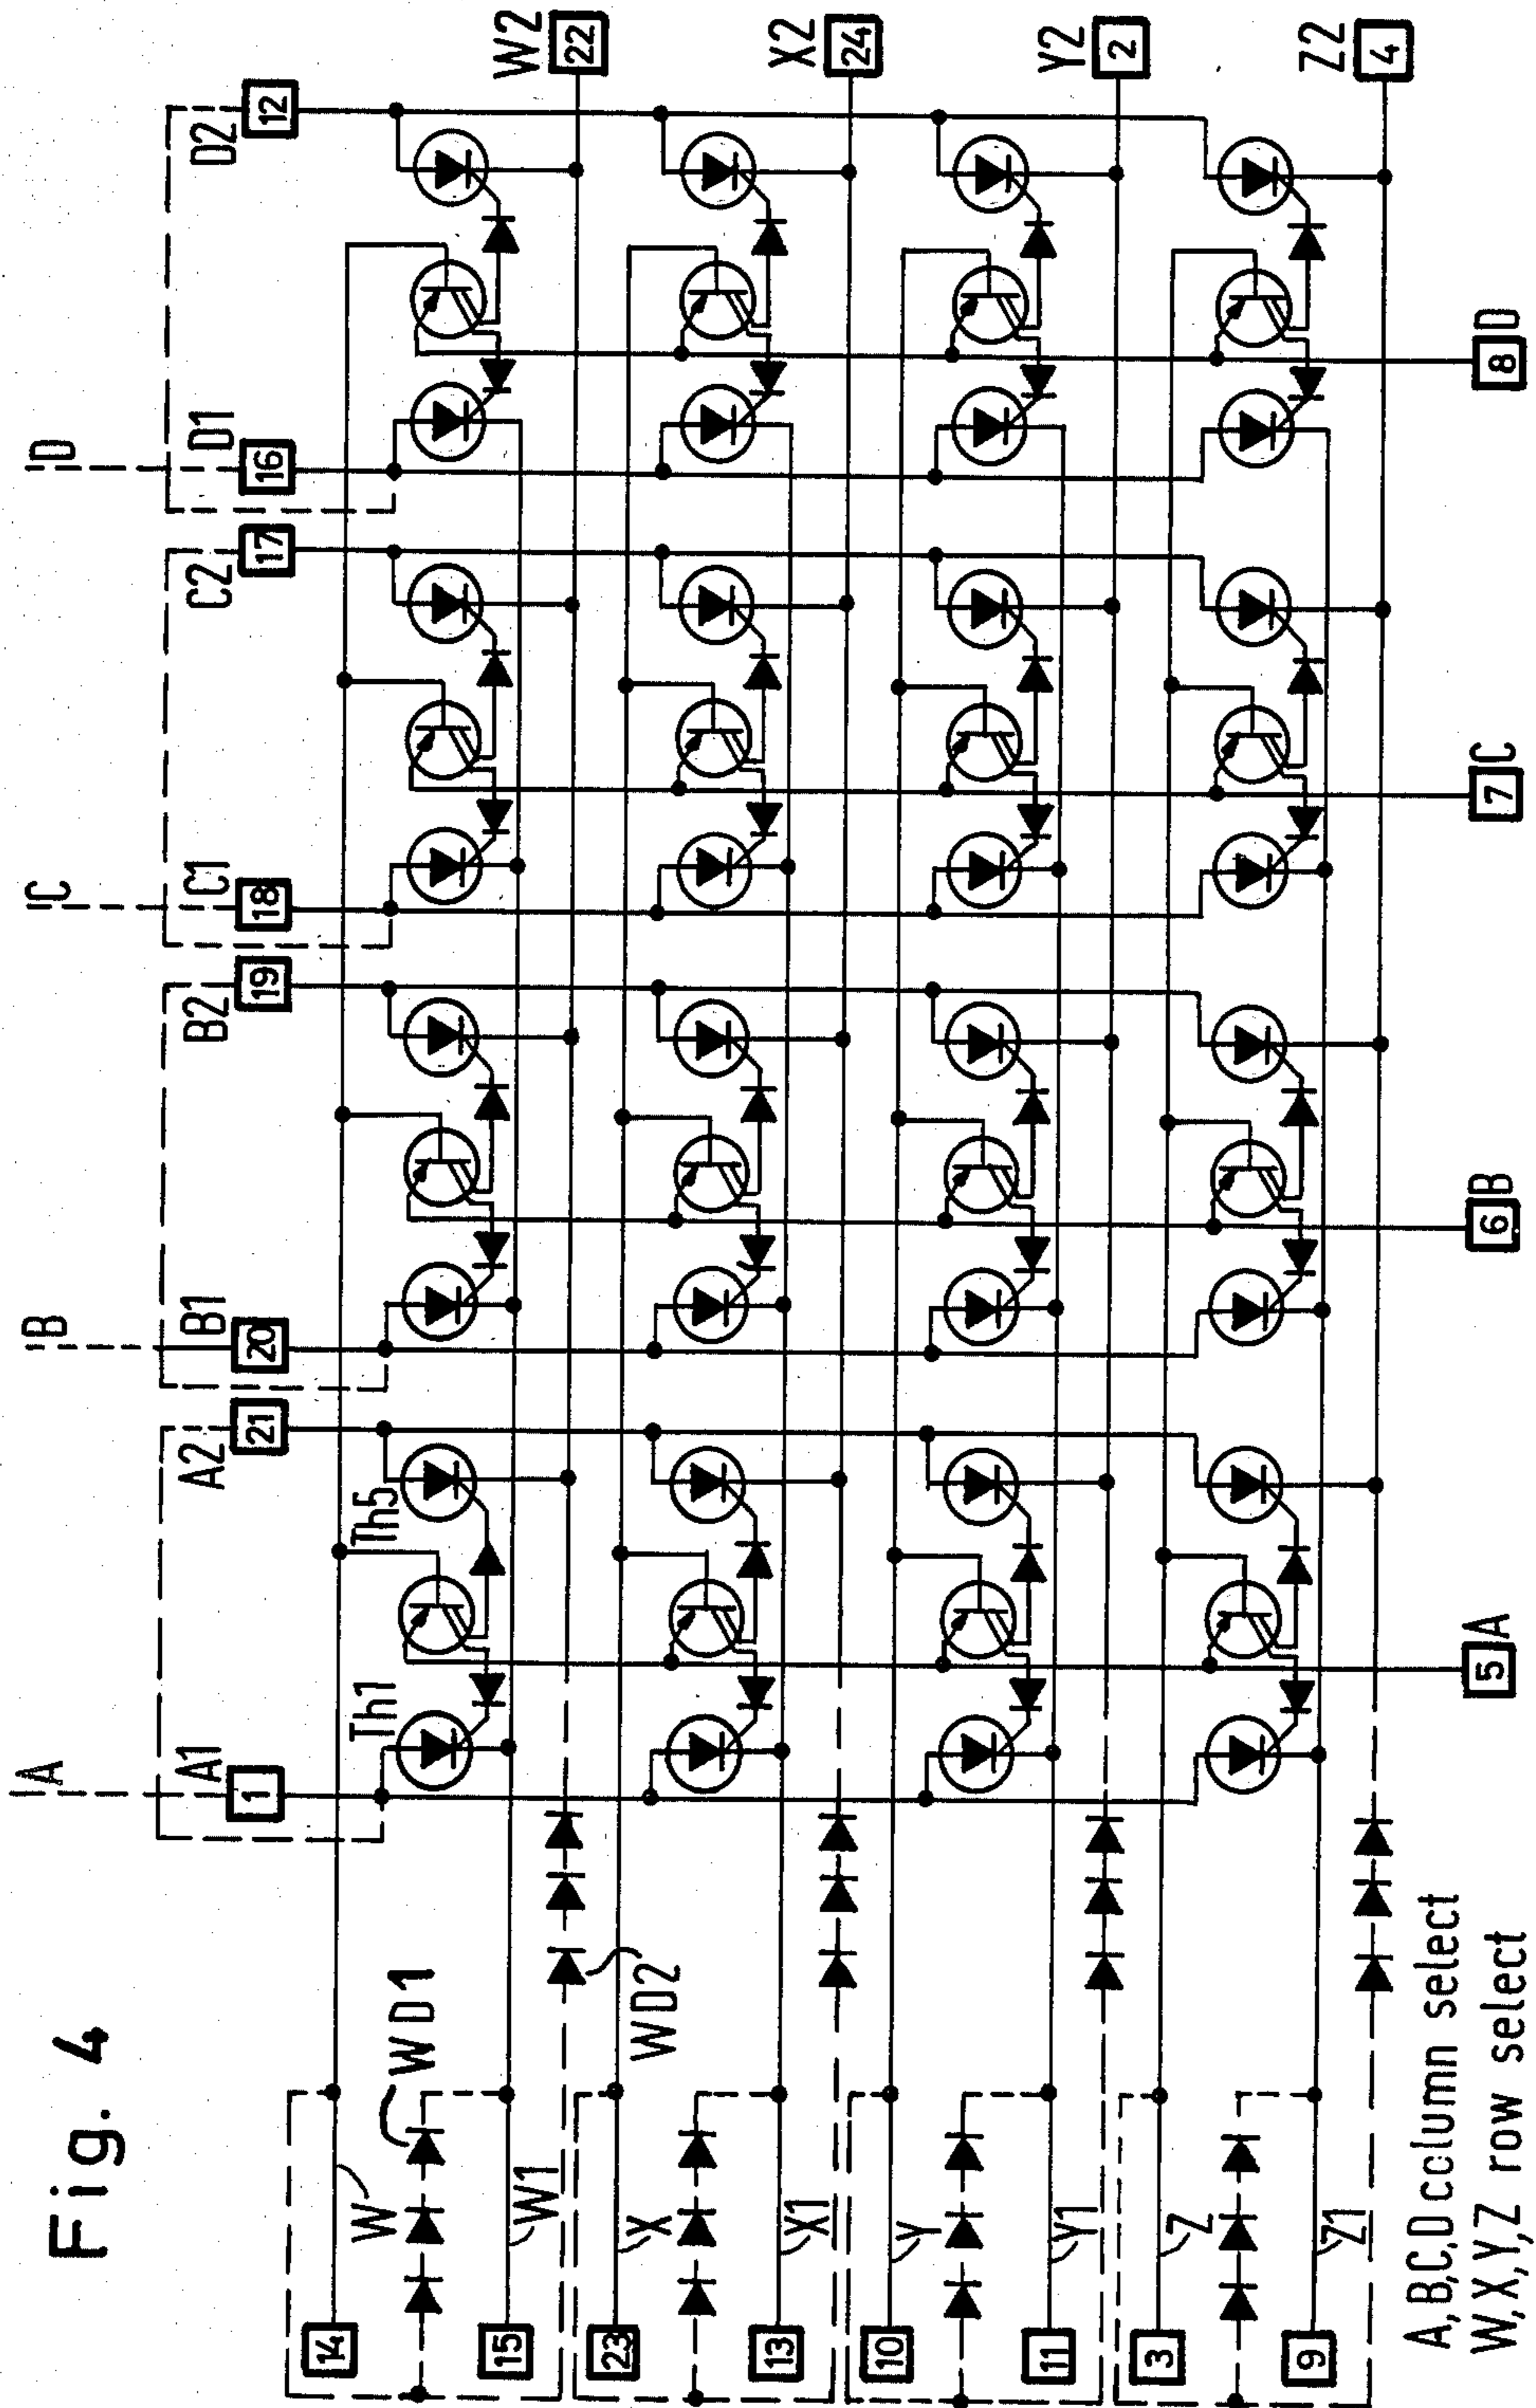 Fig. 4
A B C D
A1 A2 B1 B2 C1 C2 D1 D2
1 21 20 19 18 17 16 12
Th1 Th5
14 W
WD1
15 W1
W2 22
WD2
23 X
13 X1
X2 24
10 Y
11 Y1
Y2 2
3 Z
9 Z1
Z2 4
5 A 6 B 7 C 8 D
A,B,C,D column select
W,X,Y,Z row select